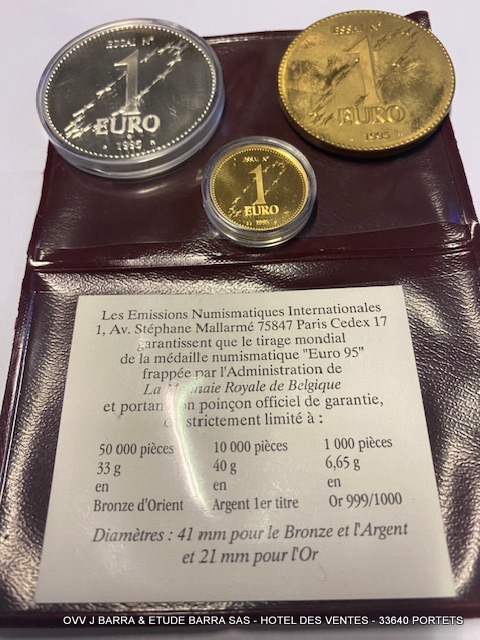 ESSAI N°
1
EURO
1995
ESSAI N°
1
EURO
1995
ESSAI N°
1
EURO
1995
Les Emissions Numismatiques Internationales
1, Av. Stéphane Mallarmé 75847 Paris Cedex 17
garantissent que le tirage mondial
de la médaille numismatique "Euro 95"
frappée par l'Administration de
La Monnaie Royale de Belgique
et portant son poinçon officiel de garantie,
est strictement limité à :
50 000 pièces 10 000 pièces 1 000 pièces
33 g 40 g 6,65 g
en en en
Bronze d'Orient Argent 1er titre Or 999/1000
Diamètres : 41 mm pour le Bronze et l'Argent
et 21 mm pour l'Or
OVV J BARRA & ETUDE BARRA SAS - HOTEL DES VENTES - 33640 PORTETS